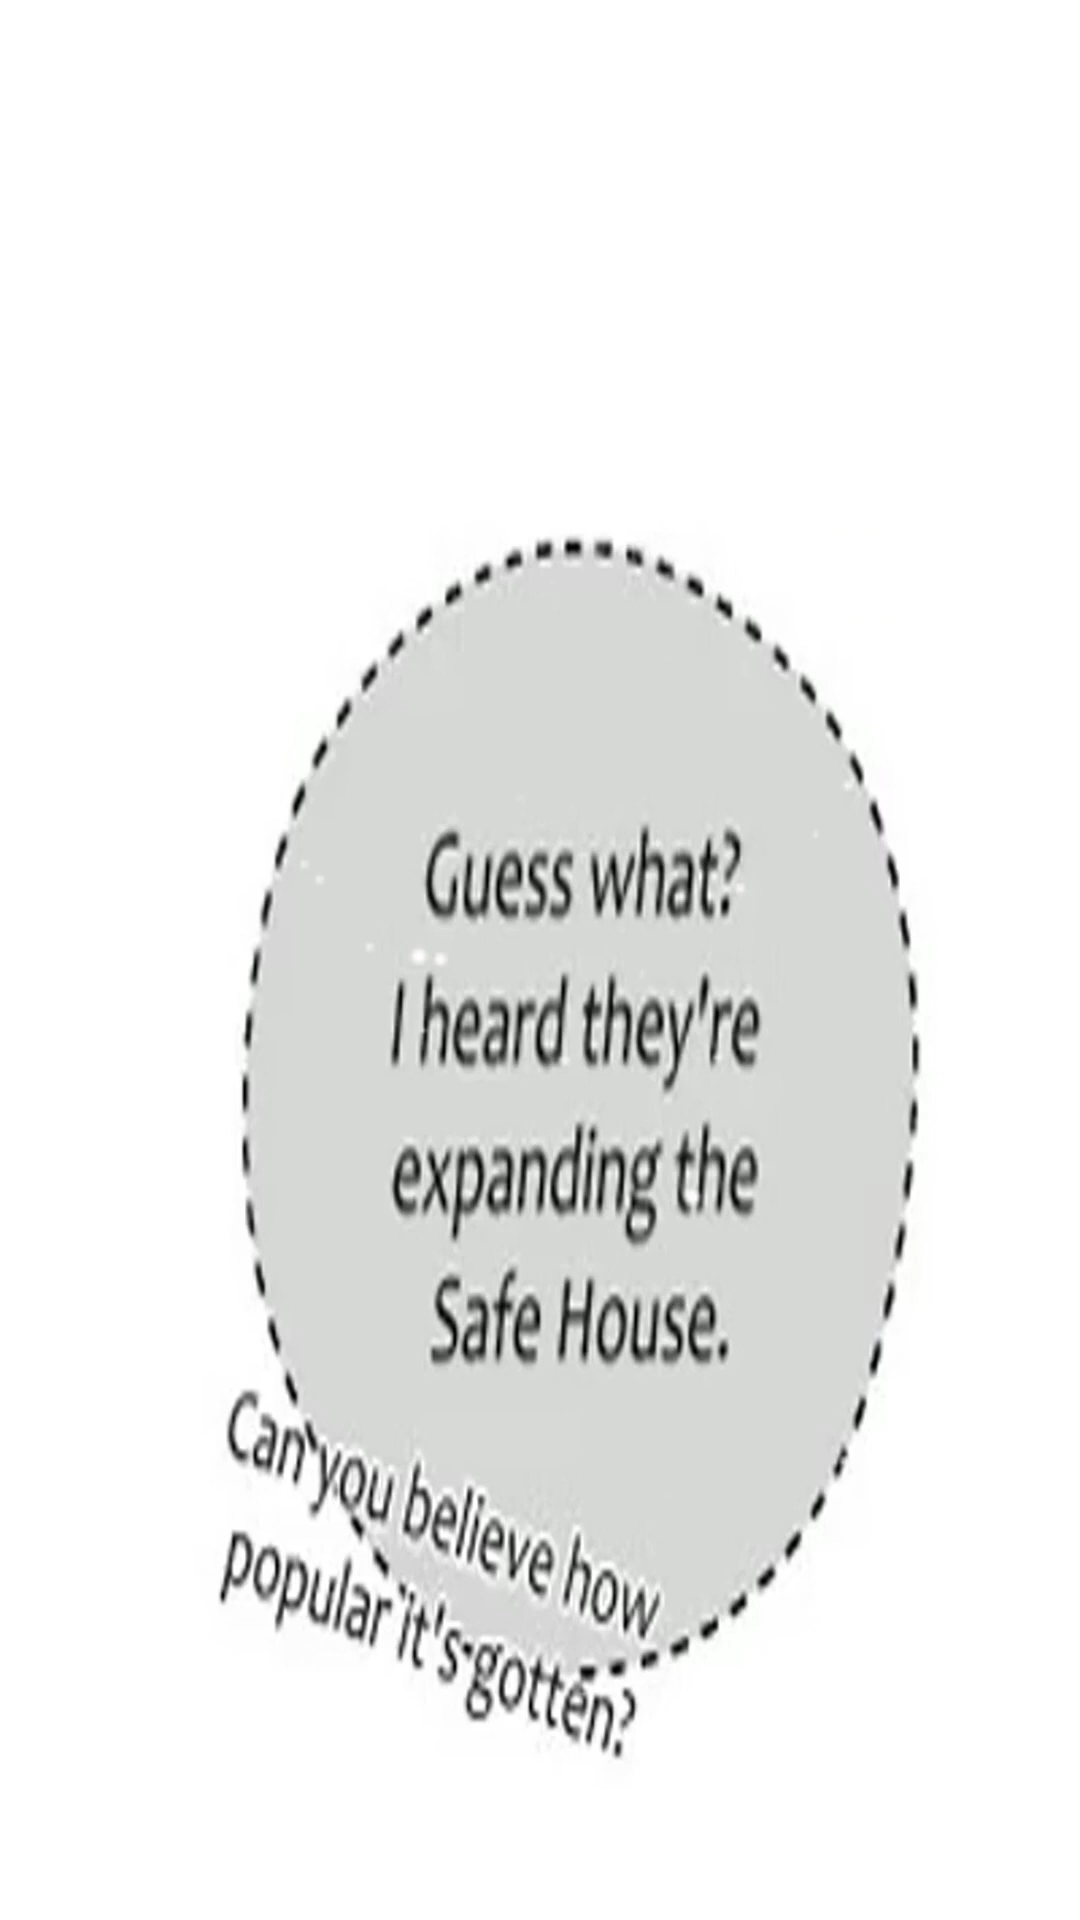 Guess what?
I heard they're
expanding the
Safe House.
Can you believe how
popular it's gotten?